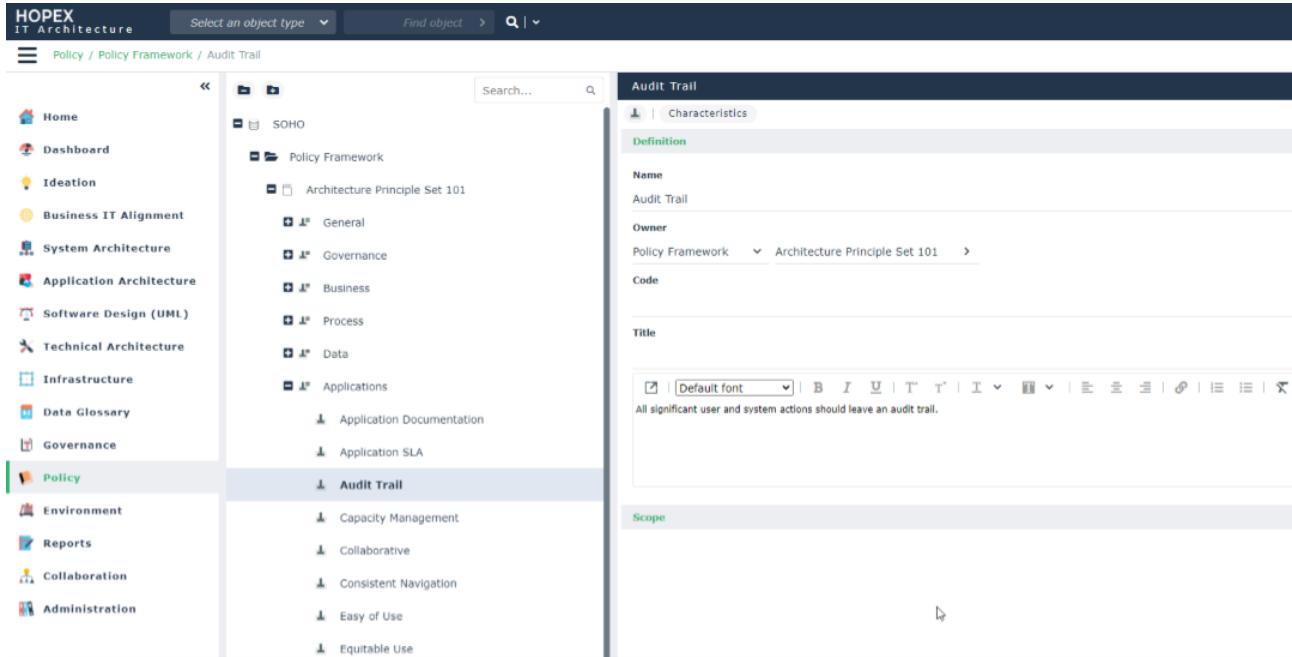 HOPEX
IT Architecture
Select an object type
Find object
Policy / Policy Framework / Audit Trail
Home
Dashboard
Ideation
Business IT Alignment
System Architecture
Application Architecture
Software Design (UML)
Technical Architecture
Infrastructure
Data Glossary
Governance
Policy
Environment
Reports
Collaboration
Administration
Search...
SOHO
Policy Framework
Architecture Principle Set 101
General
Governance
Business
Process
Data
Applications
Application Documentation
Application SLA
Audit Trail
Capacity Management
Collaborative
Consistent Navigation
Easy of Use
Equitable Use
Audit Trail
Characteristics
Definition
Name
Audit Trail
Owner
Policy Framework Architecture Principle Set 101
Code
Title
Default font B I U
All significant user and system actions should leave an audit trail.
Scope